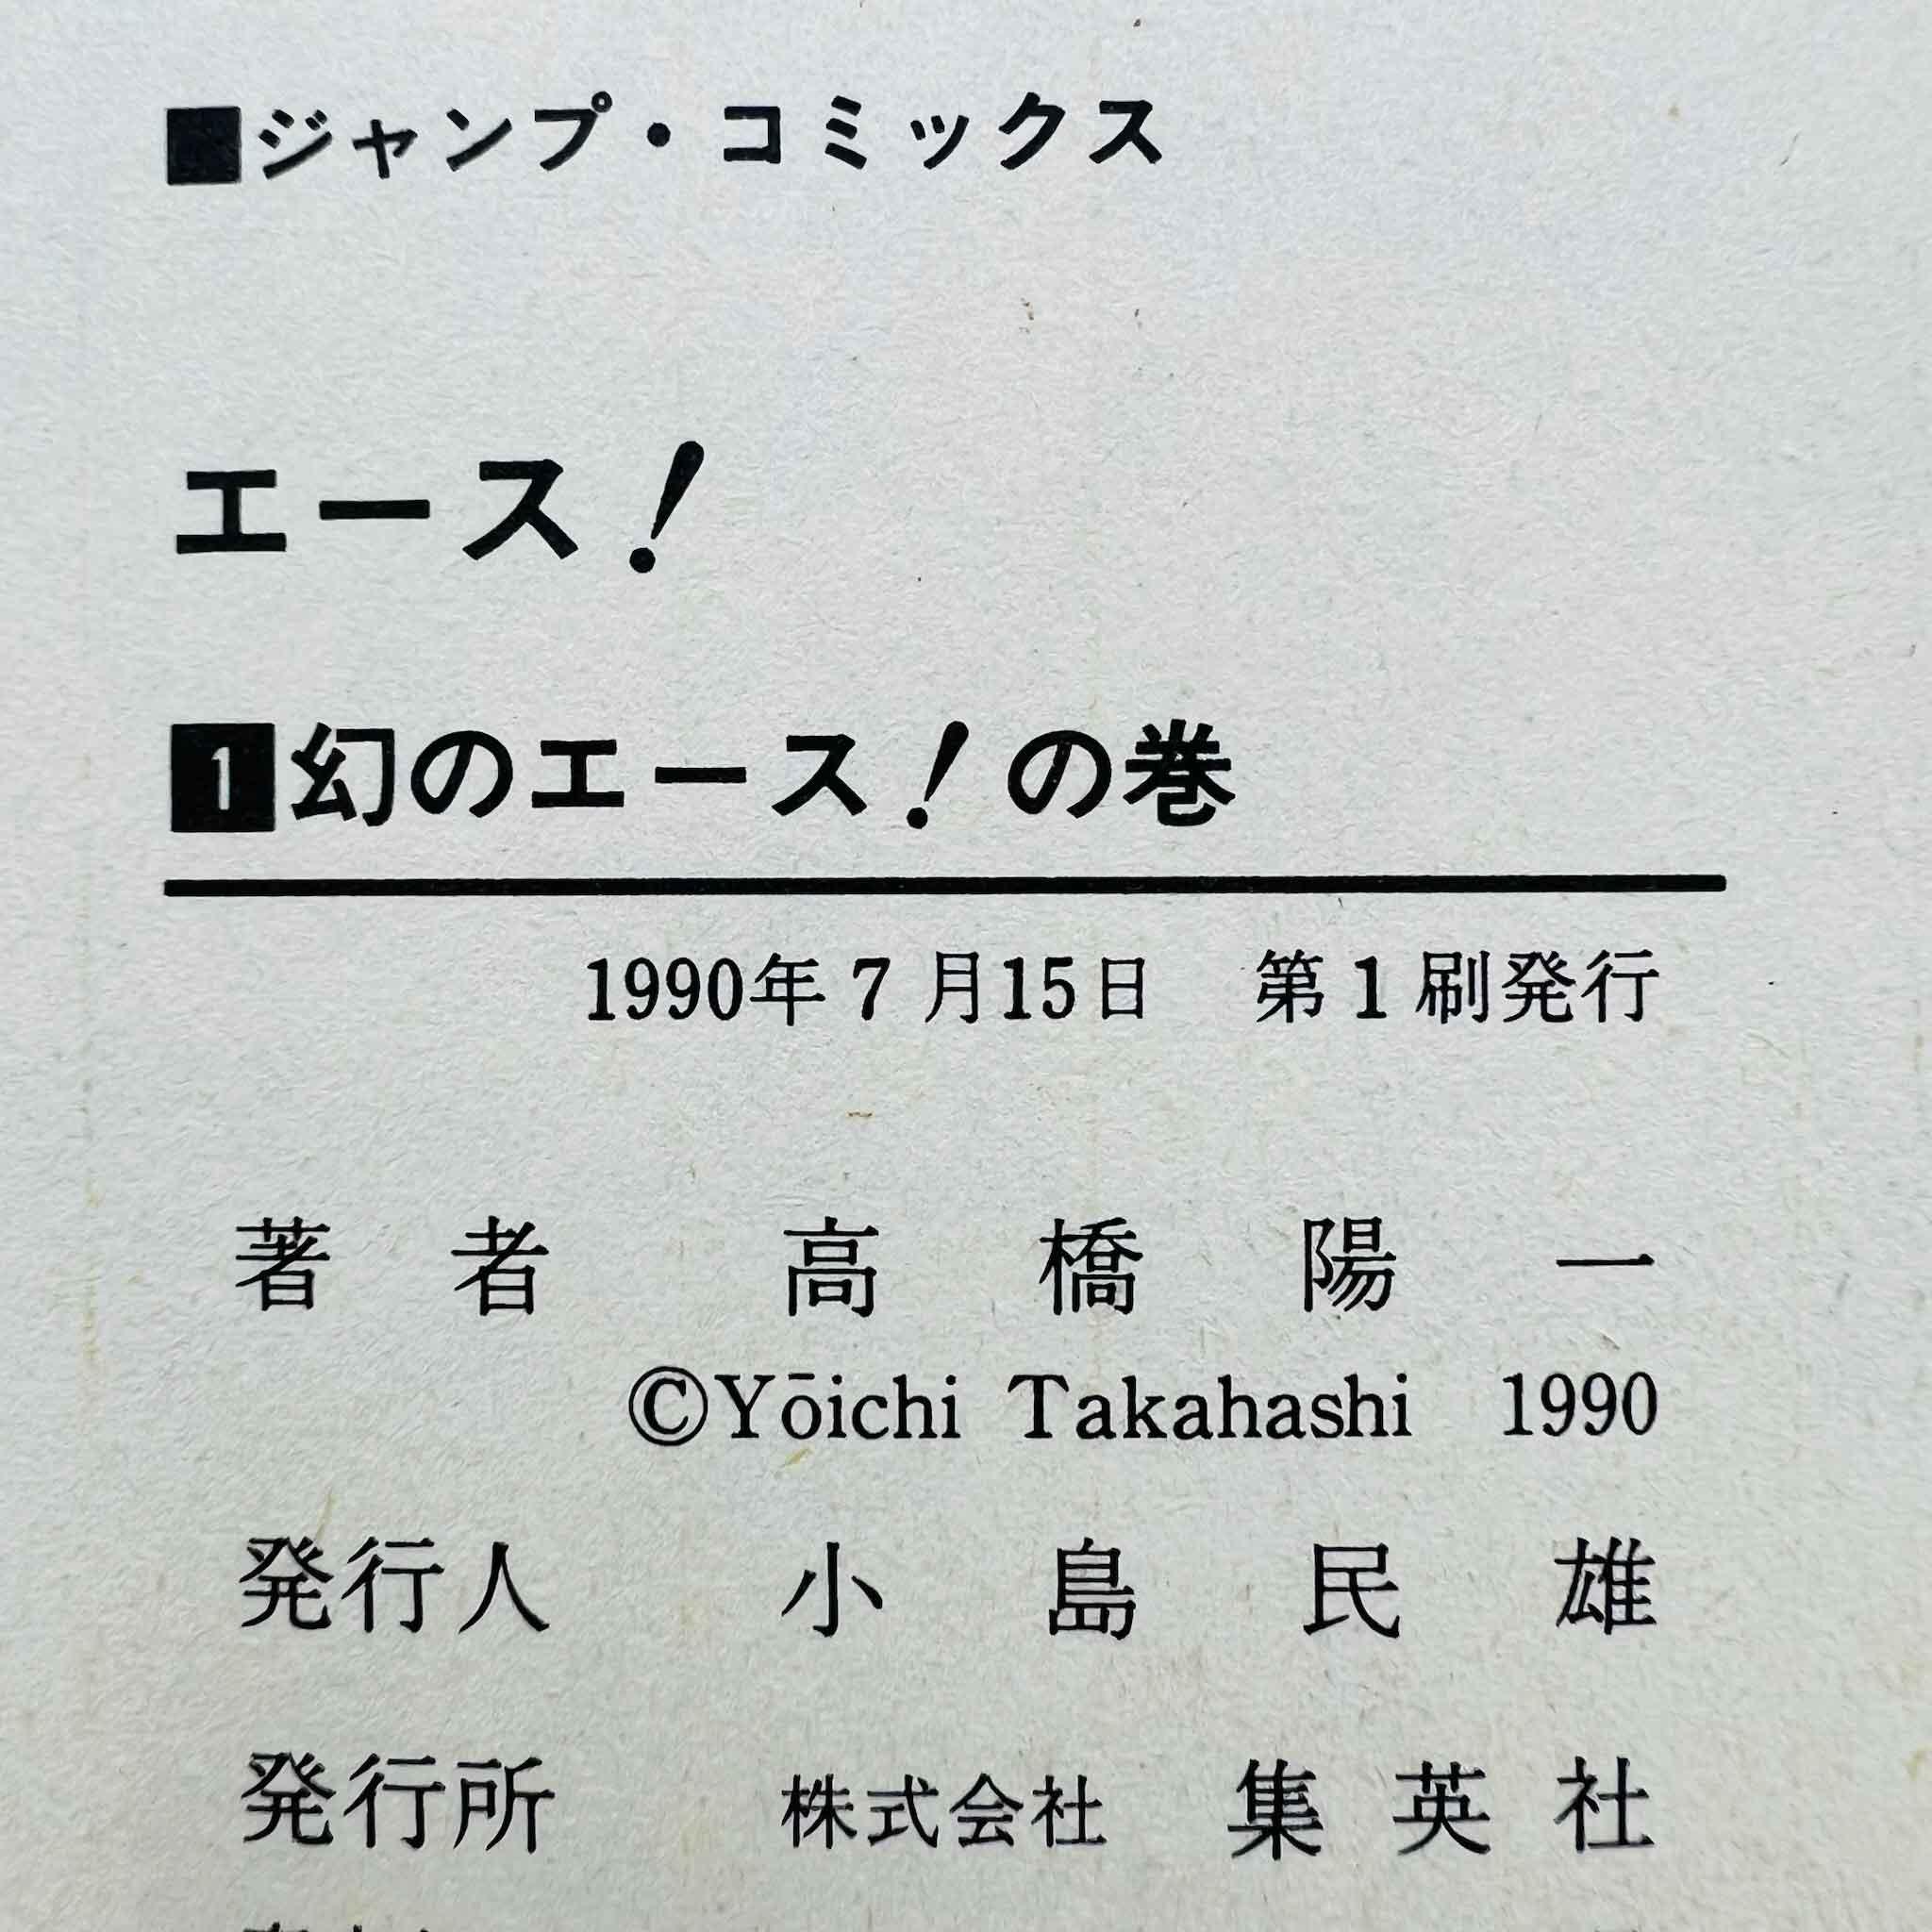 ■ジャンプ・コミックス
エース!
1幻のエース!の巻
1990年7月15日 第1刷発行
著者 高橋陽一
©Yōichi Takahashi 1990
発行人 小島民雄
発行所 株式会社 集英社